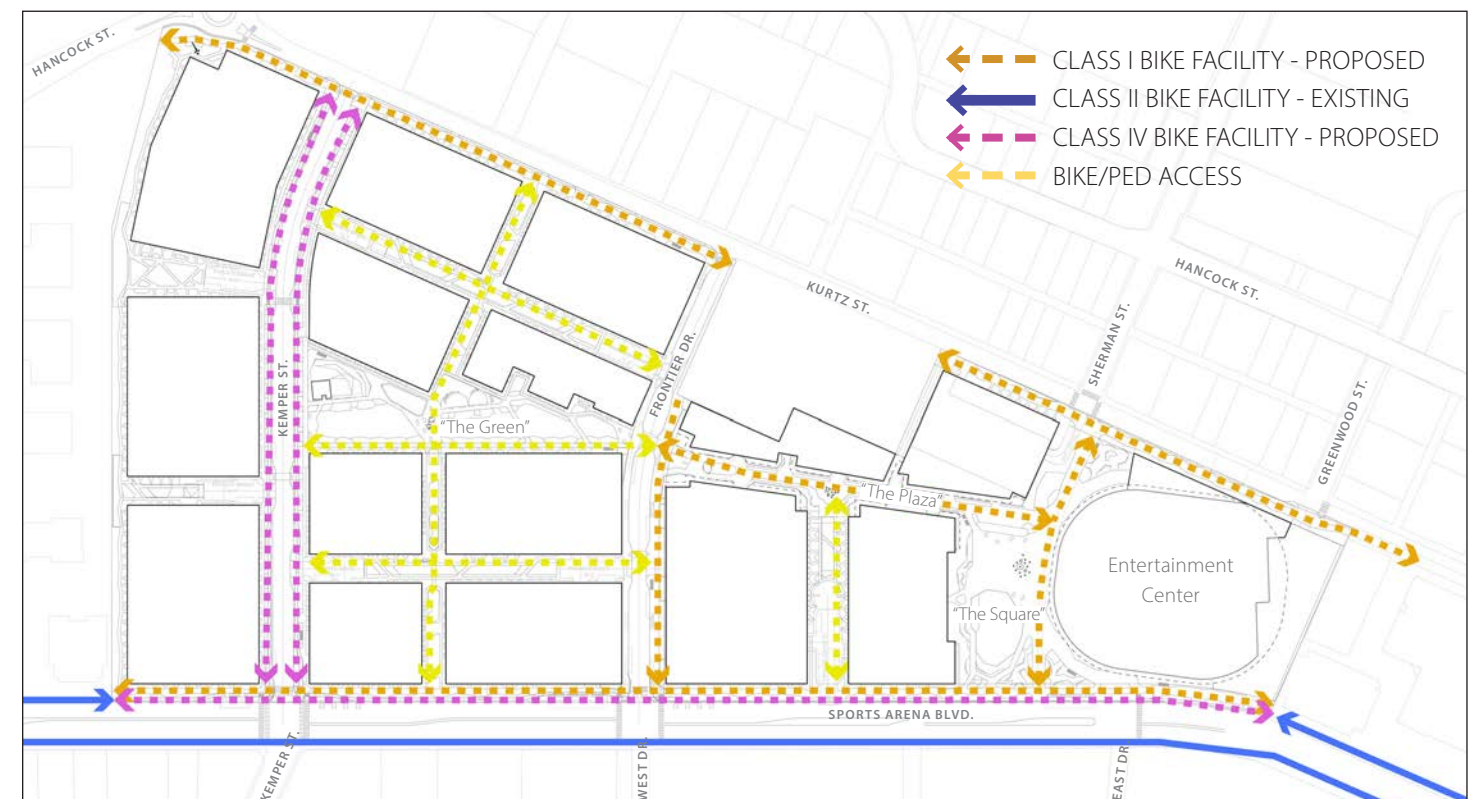 HANCOCK ST.
CLASS I BIKE FACILITY - PROPOSED
CLASS II BIKE FACILITY - EXISTING
CLASS IV BIKE FACILITY - PROPOSED
BIKE/PED ACCESS
HANCOCK ST.
KURTZ ST.
SHERMAN ST.
FRONTIER DR.
KEMPER ST.
GREENWOOD ST.
"The Green"
"The Plaza"
Entertainment
Center
"The Square"
SPORTS ARENA BLVD.
KEMPER ST.
WEST DR.
EAST DR.